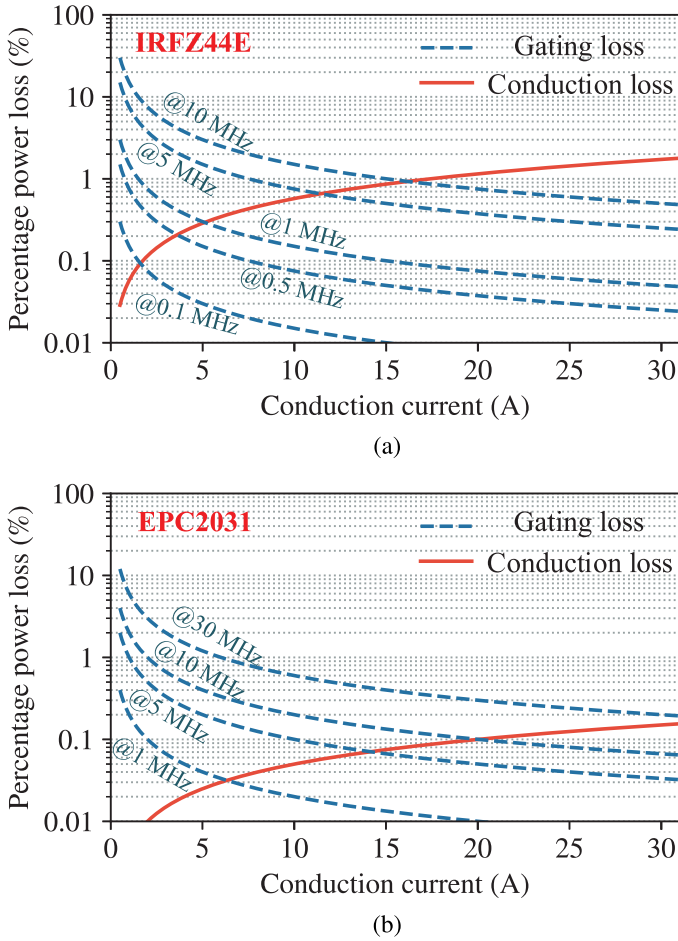 IRFZ44E
Gating loss
Conduction loss
Percentage power loss (%)
100
10
1
0.1
0.01
@10 MHz
@5 MHz
@1 MHz
@0.5 MHz
@0.1 MHz
0 5 10 15 20 25 30
Conduction current (A)
(a)
EPC2031
Gating loss
Conduction loss
Percentage power loss (%)
100
10
1
0.1
0.01
@30 MHz
@10 MHz
@5 MHz
@1 MHz
0 5 10 15 20 25 30
Conduction current (A)
(b)